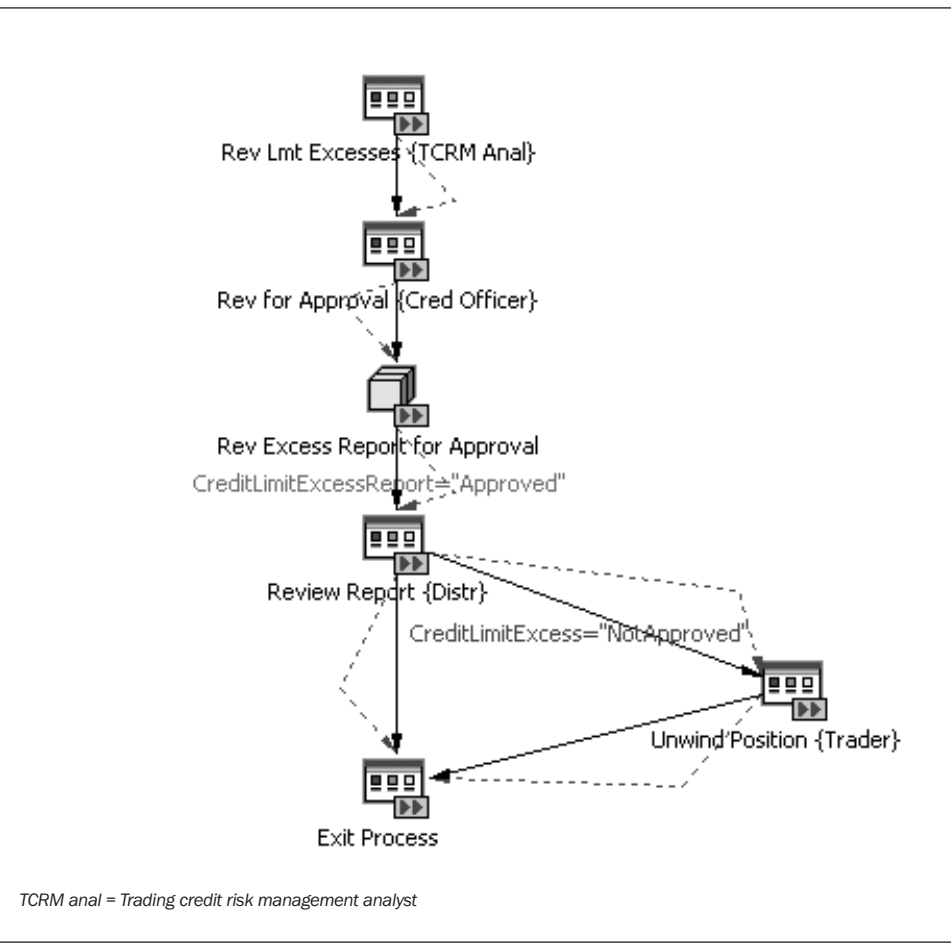 Rev Lmt Excesses {TCRM Anal}
Rev for Approval {Cred Officer}
Rev Excess Report for Approval
CreditLimitExcessReport="Approved"
Review Report {Distr}
CreditLimitExcess="NotApproved"
Unwind Position {Trader}
Exit Process
TCRM anal = Trading credit risk management analyst